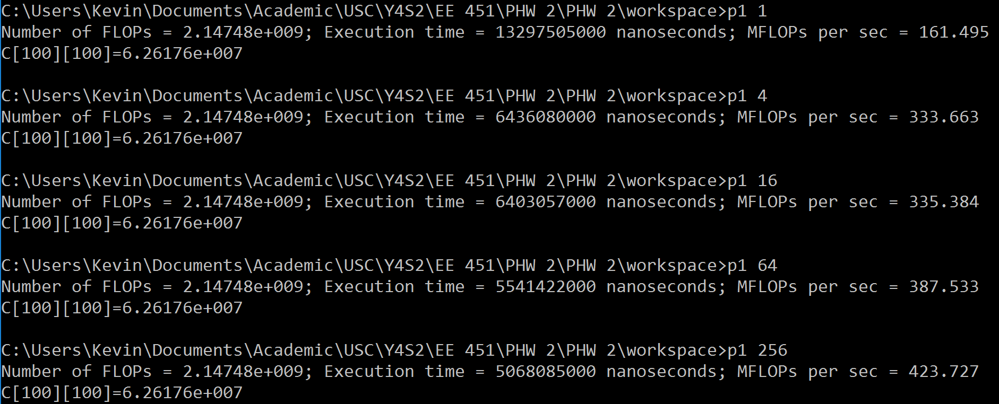 C:\Users\Kevin\Documents\Academic\USC\Y4S2\EE 451\PHW 2\PHW 2\workspace>p1 1
Number of FLOPs = 2.14748e+009; Execution time = 13297505000 nanoseconds; MFLOPs per sec = 161.495
C[100][100]=6.26176e+007
C:\Users\Kevin\Documents\Academic\USC\Y4S2\EE 451\PHW 2\PHW 2\workspace>p1 4
Number of FLOPs = 2.14748e+009; Execution time = 6436080000 nanoseconds; MFLOPs per sec = 333.663
C[100][100]=6.26176e+007
C:\Users\Kevin\Documents\Academic\USC\Y4S2\EE 451\PHW 2\PHW 2\workspace>p1 16
Number of FLOPs = 2.14748e+009; Execution time = 6403057000 nanoseconds; MFLOPs per sec = 335.384
C[100][100]=6.26176e+007
C:\Users\Kevin\Documents\Academic\USC\Y4S2\EE 451\PHW 2\PHW 2\workspace>p1 64
Number of FLOPs = 2.14748e+009; Execution time = 5541422000 nanoseconds; MFLOPs per sec = 387.533
C[100][100]=6.26176e+007
C:\Users\Kevin\Documents\Academic\USC\Y4S2\EE 451\PHW 2\PHW 2\workspace>p1 256
Number of FLOPs = 2.14748e+009; Execution time = 5068085000 nanoseconds; MFLOPs per sec = 423.727
C[100][100]=6.26176e+007